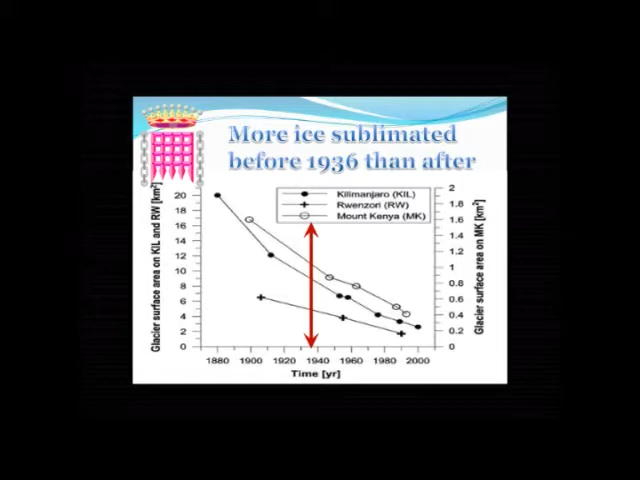 More ice sublimated
before 1936 than after
Kilimanjaro (KIL)
Rwenzori (RW)
Mount Kenya (MK)
Glacier surface area on KIL and RW [km²]
20
18
16
14
12
10
8
6
4
2
0
2
1.8
1.6
1.4
1.2
1
0.8
0.6
0.4
0.2
0
Glacier surface area on MK [km²]
1880 1900 1920 1940 1960 1980 2000
Time [yr]